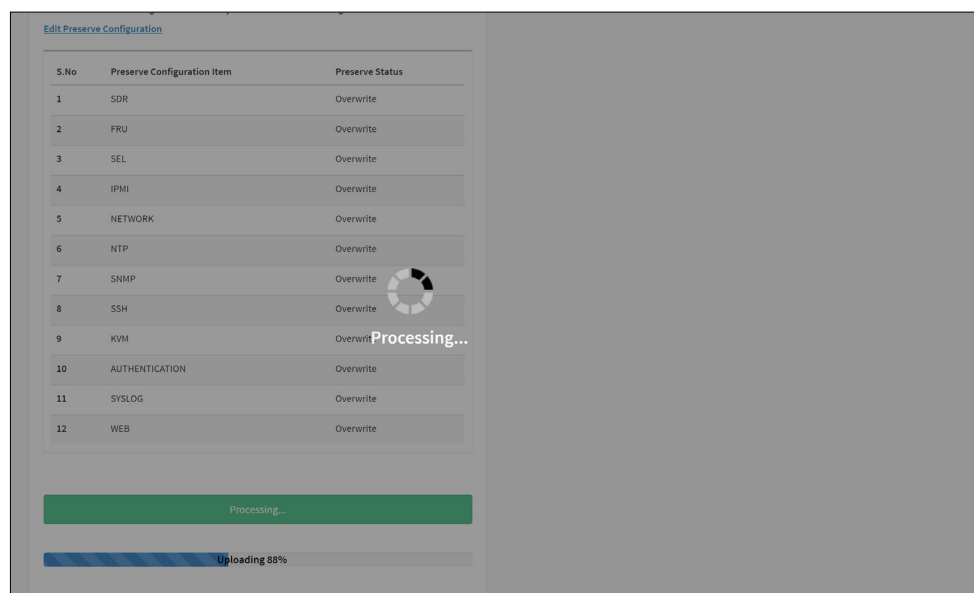 Edit Preserve Configuration
S.No Preserve Configuration Item Preserve Status
1 SDR Overwrite
2 FRU Overwrite
3 SEL Overwrite
4 IPMI Overwrite
5 NETWORK Overwrite
6 NTP Overwrite
7 SNMP Overwrite
8 SSH Overwrite
9 KVM Overwrit
Processing...
10 AUTHENTICATION Overwrite
11 SYSLOG Overwrite
12 WEB Overwrite
Processing...
Uploading 88%